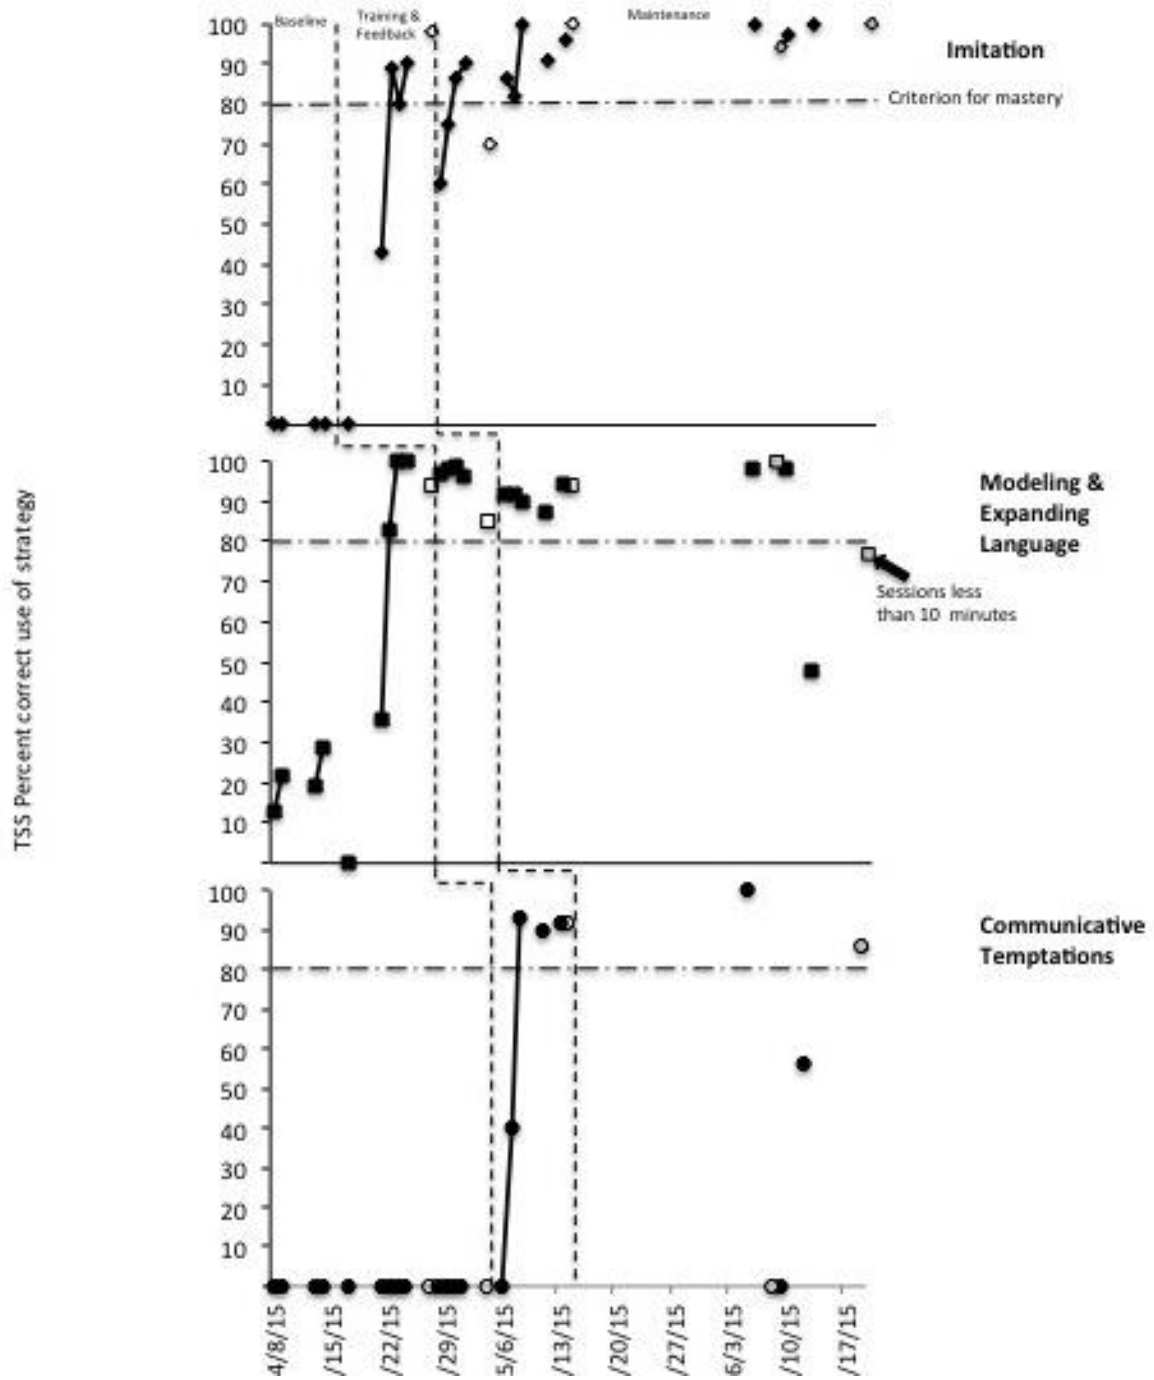 TSS Percent correct use of strategy
Baseline
Training &
Feedback
Maintenance
Imitation
Criterion for mastery
100
90
80
70
60
50
40
30
20
10
Modeling &
Expanding
Language
Sessions less
than 10 minutes
100
90
80
70
60
50
40
30
20
10
Communicative
Temptations
100
90
80
70
60
50
40
30
20
10
4/8/15
/15/15
/22/15
/29/15
5/6/15
/13/15
/20/15
/27/15
6/3/15
/10/15
/17/15